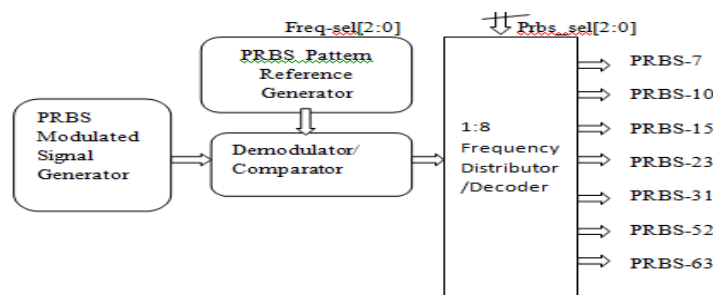 Freq-sel[2:0]
Prbs_sel[2:0]
PRBS Pattern
Reference
Generator
PRBS
Modulated
Signal
Generator
Demodulator/
Comparator
1:8
Frequency
Distributor
/Decoder
PRBS-7
PRBS-10
PRBS-15
PRBS-23
PRBS-31
PRBS-52
PRBS-63